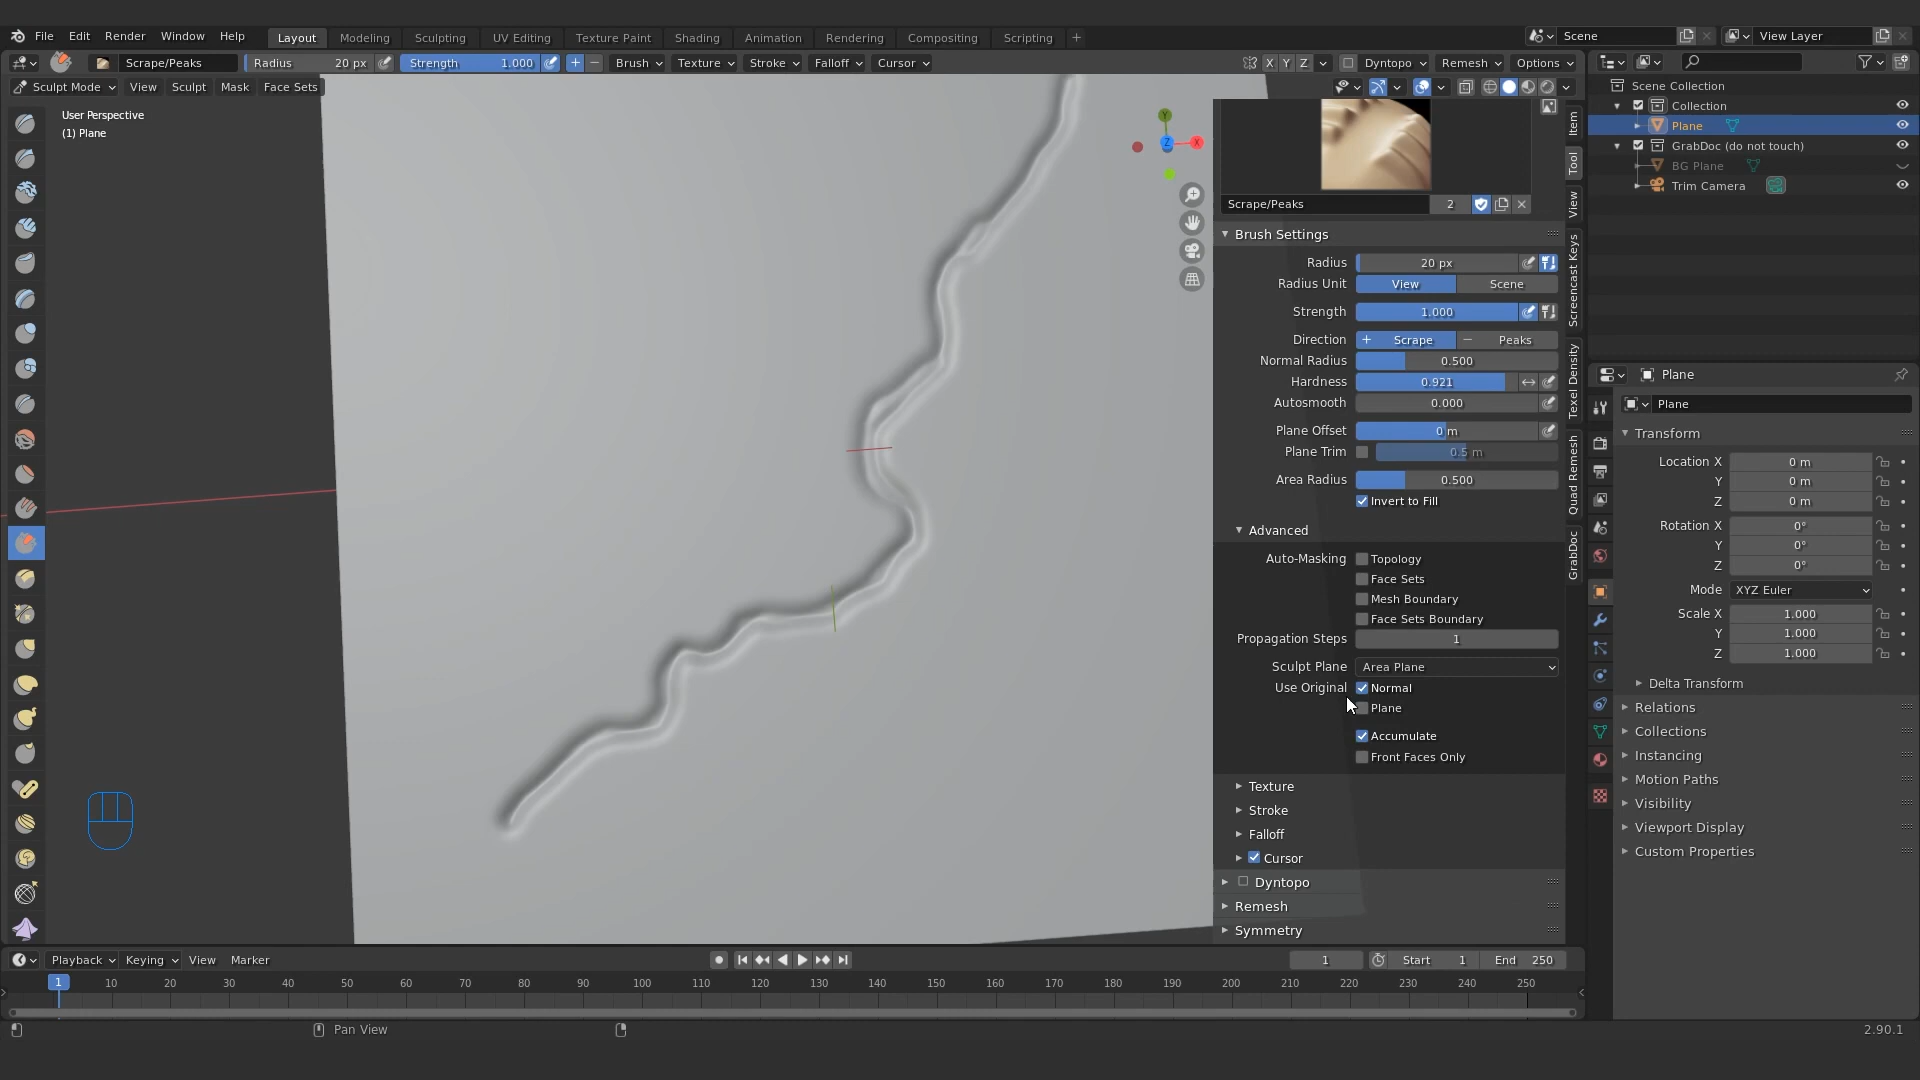 File Edit Render Window Help Layout Modeling Sculpting UV Editing Texture Paint Shading Animation Rendering Compositing Scripting + Scene View Layer
Scrape/Peaks Radius 20 px Strength 1.000 + − Brush Texture Stroke Falloff Cursor X Y Z Dyntopo Remesh Options
Sculpt Mode View Sculpt Mask Face Sets
User Perspective
(1) Plane
Y
Z X
Scrape/Peaks 2
Brush Settings
Radius 20 px
Radius Unit View Scene
Strength 1.000
Direction + Scrape − Peaks
Normal Radius 0.500
Hardness 0.921
Autosmooth 0.000
Plane Offset 0 m
Plane Trim 0.5 m
Area Radius 0.500
Invert to Fill
Advanced
Auto-Masking Topology
Face Sets
Mesh Boundary
Face Sets Boundary
Propagation Steps 1
Sculpt Plane Area Plane
Use Original Normal
Plane
Accumulate
Front Faces Only
Texture
Stroke
Falloff
Cursor
Dyntopo
Remesh
Symmetry
Item
Tool
View
Screencast Keys
Texel Density
Quad Remesh
GrabDoc
Scene Collection
Collection
Plane
GrabDoc (do not touch)
BG Plane
Trim Camera
Plane
Plane
Transform
Location X 0 m
Y 0 m
Z 0 m
Rotation X 0°
Y 0°
Z 0°
Mode XYZ Euler
Scale X 1.000
Y 1.000
Z 1.000
Delta Transform
Relations
Collections
Instancing
Motion Paths
Visibility
Viewport Display
Custom Properties
Playback Keying View Marker 1 Start 1 End 250
1 10 20 30 40 50 60 70 80 90 100 110 120 130 140 150 160 170 180 190 200 210 220 230 240 250
Pan View 2.90.1